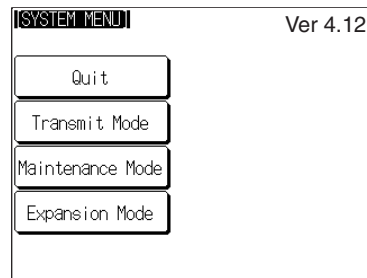 [SYSTEM MENU]
Ver 4.12
Quit
Transmit Mode
Maintenance Mode
Expansion Mode